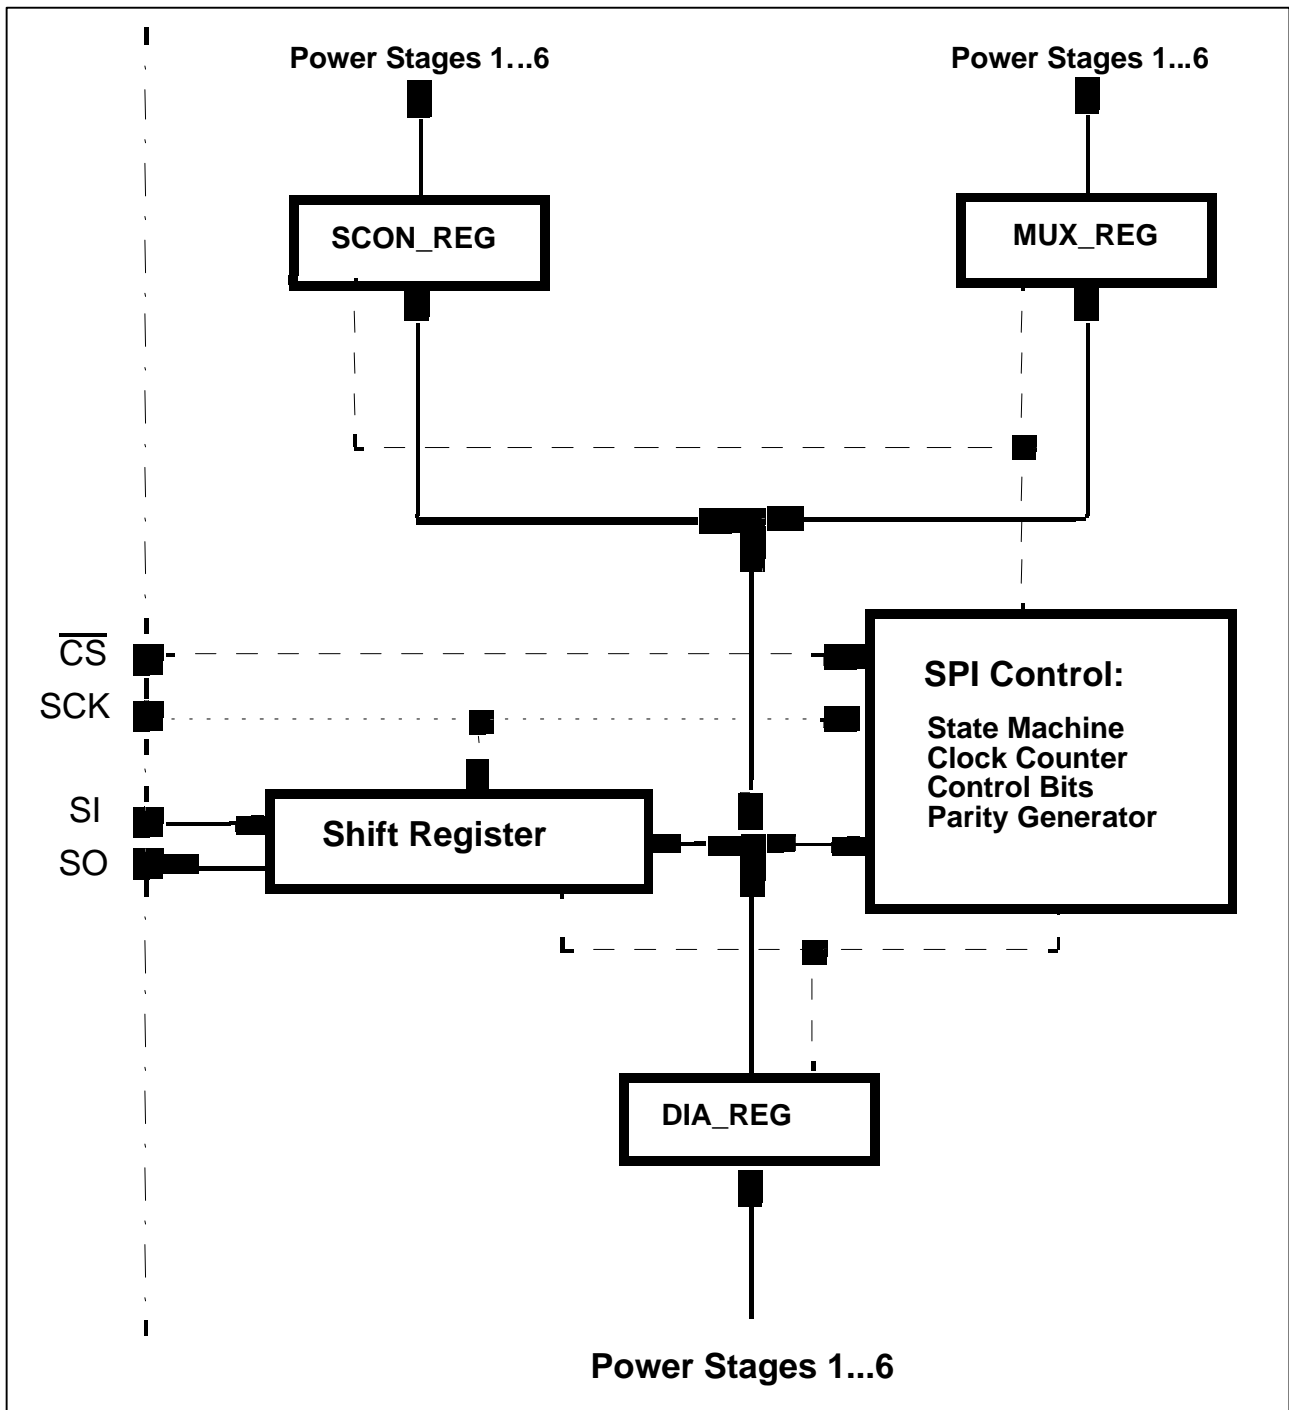 Power Stages 1...6
Power Stages 1...6
SCON_REG
MUX_REG
CS
SCK
SI
SO
SPI Control:
State Machine
Clock Counter
Control Bits
Parity Generator
Shift Register
DIA_REG
Power Stages 1...6